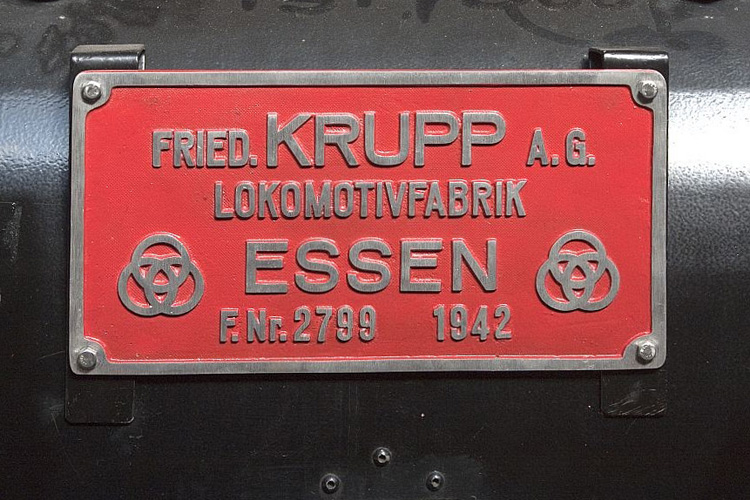 FRIED. KRUPP A.G.
LOKOMOTIVFABRIK
ESSEN
F.Nr. 2799 1942